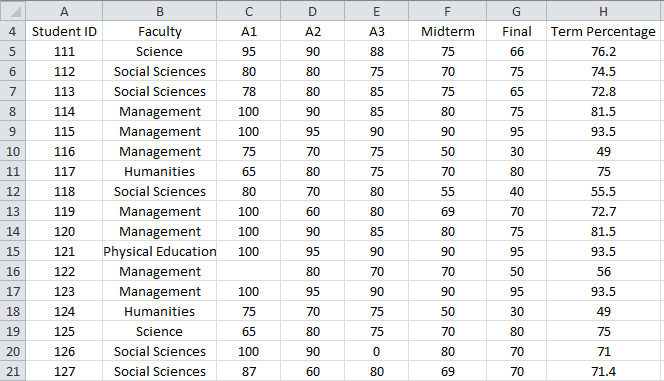 A B C D E F G H
4 Student ID Faculty A1 A2 A3 Midterm Final Term Percentage
5 111 Science 95 90 88 75 66 76.2
6 112 Social Sciences 80 80 75 70 75 74.5
7 113 Social Sciences 78 80 85 75 65 72.8
8 114 Management 100 90 85 80 75 81.5
9 115 Management 100 95 90 90 95 93.5
10 116 Management 75 70 75 50 30 49
11 117 Humanities 65 80 75 70 80 75
12 118 Social Sciences 80 70 80 55 40 55.5
13 119 Management 100 60 80 69 70 72.7
14 120 Management 100 90 85 80 75 81.5
15 121 Physical Education 100 95 90 90 95 93.5
16 122 Management 80 70 70 50 56
17 123 Management 100 95 90 90 95 93.5
18 124 Humanities 75 70 75 50 30 49
19 125 Science 65 80 75 70 80 75
20 126 Social Sciences 100 90 0 80 70 71
21 127 Social Sciences 87 60 80 69 70 71.4